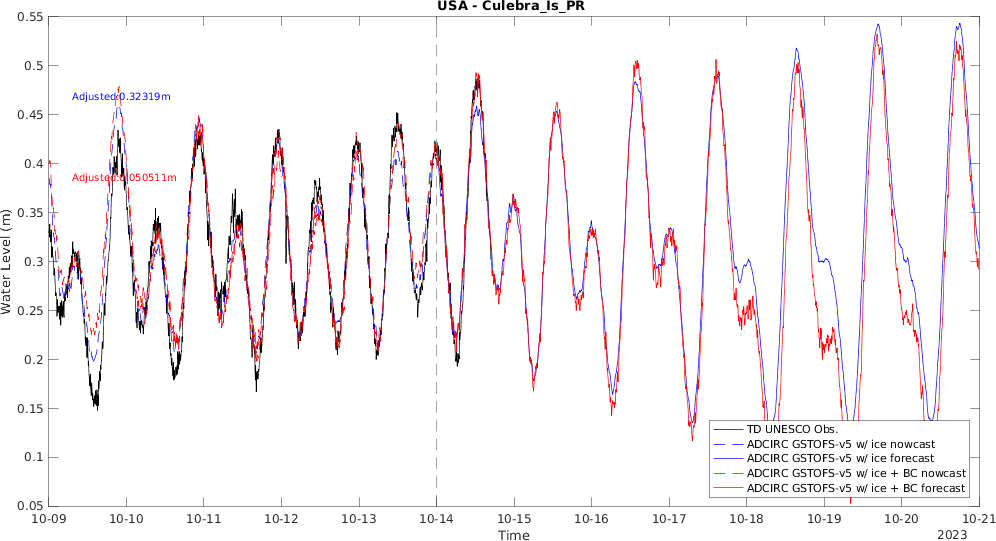 USA - Culebra_Is_PR
0.55
0.5
0.45
0.4
0.35
0.3
0.25
0.2
0.15
0.1
0.05
Water Level (m)
Adjusted:0.32319m
Adjusted:0.050511m
TD UNESCO Obs.
ADCIRC GSTOFS-v5 w/ ice nowcast
ADCIRC GSTOFS-v5 w/ ice forecast
ADCIRC GSTOFS-v5 w/ ice + BC nowcast
ADCIRC GSTOFS-v5 w/ ice + BC forecast
10-09 10-10 10-11 10-12 10-13 10-14 10-15 10-16 10-17 10-18 10-19 10-20 10-21
Time
2023